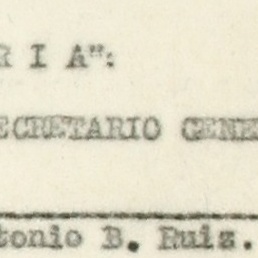 R I A":
ECRETARIO GENE
tonio B. Ruiz.